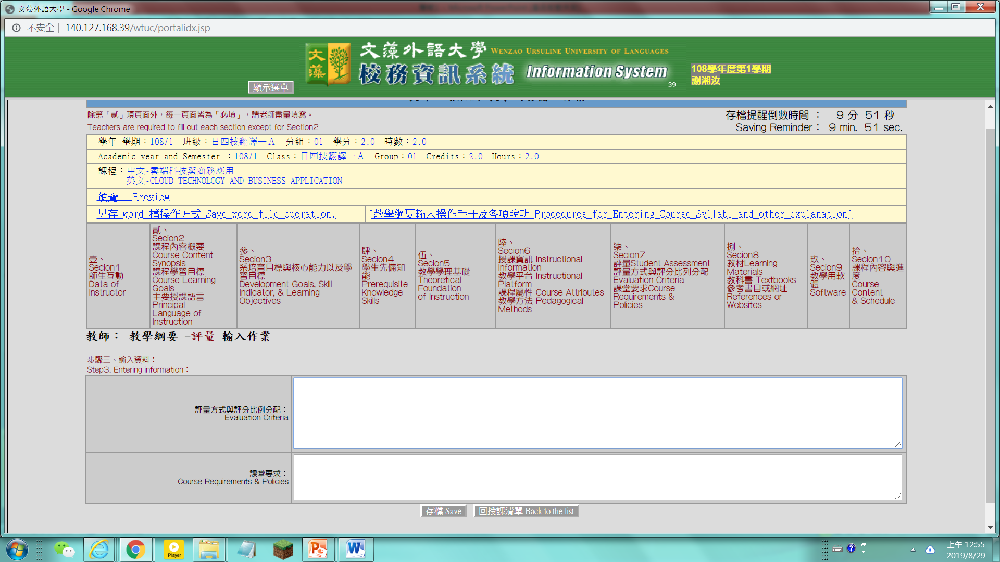 文藻外語大學 - Google Chrome
不安全 | 140.127.168.39/wtuc/portalidx.jsp
文藻
文藻外語大學 WENZAO URSULINE UNIVERSITY OF LANGUAGES
校務資訊系統 Information System
39
108學年度第1學期
謝湘汝
顯示選單
除第「貳」項頁面外，每一頁面皆為「必填」，請老師盡量填寫。
Teachers are required to fill out each section except for Section2
存檔提醒倒數時間： 9 分 51 秒
Saving Reminder： 9 min. 51 sec.
學年 學期：108/1 班級：日四技翻譯一A 分組：01 學分：2.0 時數：2.0
Academic year and Semester ：108/1 Class：日四技翻譯一A Group：01 Credits：2.0 Hours：2.0
課程：中文-雲端科技與商務應用
英文-CLOUD TECHNOLOGY AND BUSINESS APPLICATION
預覽 - Preview
另存 word 檔操作方式 Save word file operation.
[教學綱要輸入操作手冊及各項說明 Procedures for Entering Course Syllabi and other explanation]
壹、
Secion1
師生互動
Data of
Instructor
貳、
Secion2
課程內容概要
Course Content
Synopsis
課程學習目標
Course Learning
Goals
主要授課語言
Principal
Language of
Instruction
參、
Secion3
系培育目標與核心能力以及學
習目標
Development Goals, Skill
Indicator, & Learning
Objectives
肆、
Secion4
學生先備知
能
Prerequisite
Knowledge
Skills
伍、
Secion5
教學學理基礎
Theoretical
Foundation
of Instruction
陸、
Secion6
授課資訊 Instructional
Information
教學平台 Instructional
Platform
課程屬性 Course Attributes
教學方法 Pedagogical
Methods
柒、
Secion7
評量Student Assessment
評量方式與評分比列分配
Evaluation Criteria
課堂要求Course
Requirements &
Policies
捌、
Secion8
教材Learning
Materials
教科書 Textbooks
參考書目或網址
References or
Websites
玖、
Secion9
教學用軟
體
Software
拾、
Secion10
課程內容與進
度
Course
Content
& Schedule
教師： 教學綱要 -評量 輸入作業
步驟三、輸入資料：
Step3. Entering information：
評量方式與評分比例分配：
Evaluation Criteria
課堂要求：
Course Requirements & Policies
存檔 Save
回授課清單 Back to the list
Player
上午 12:55
2019/8/29